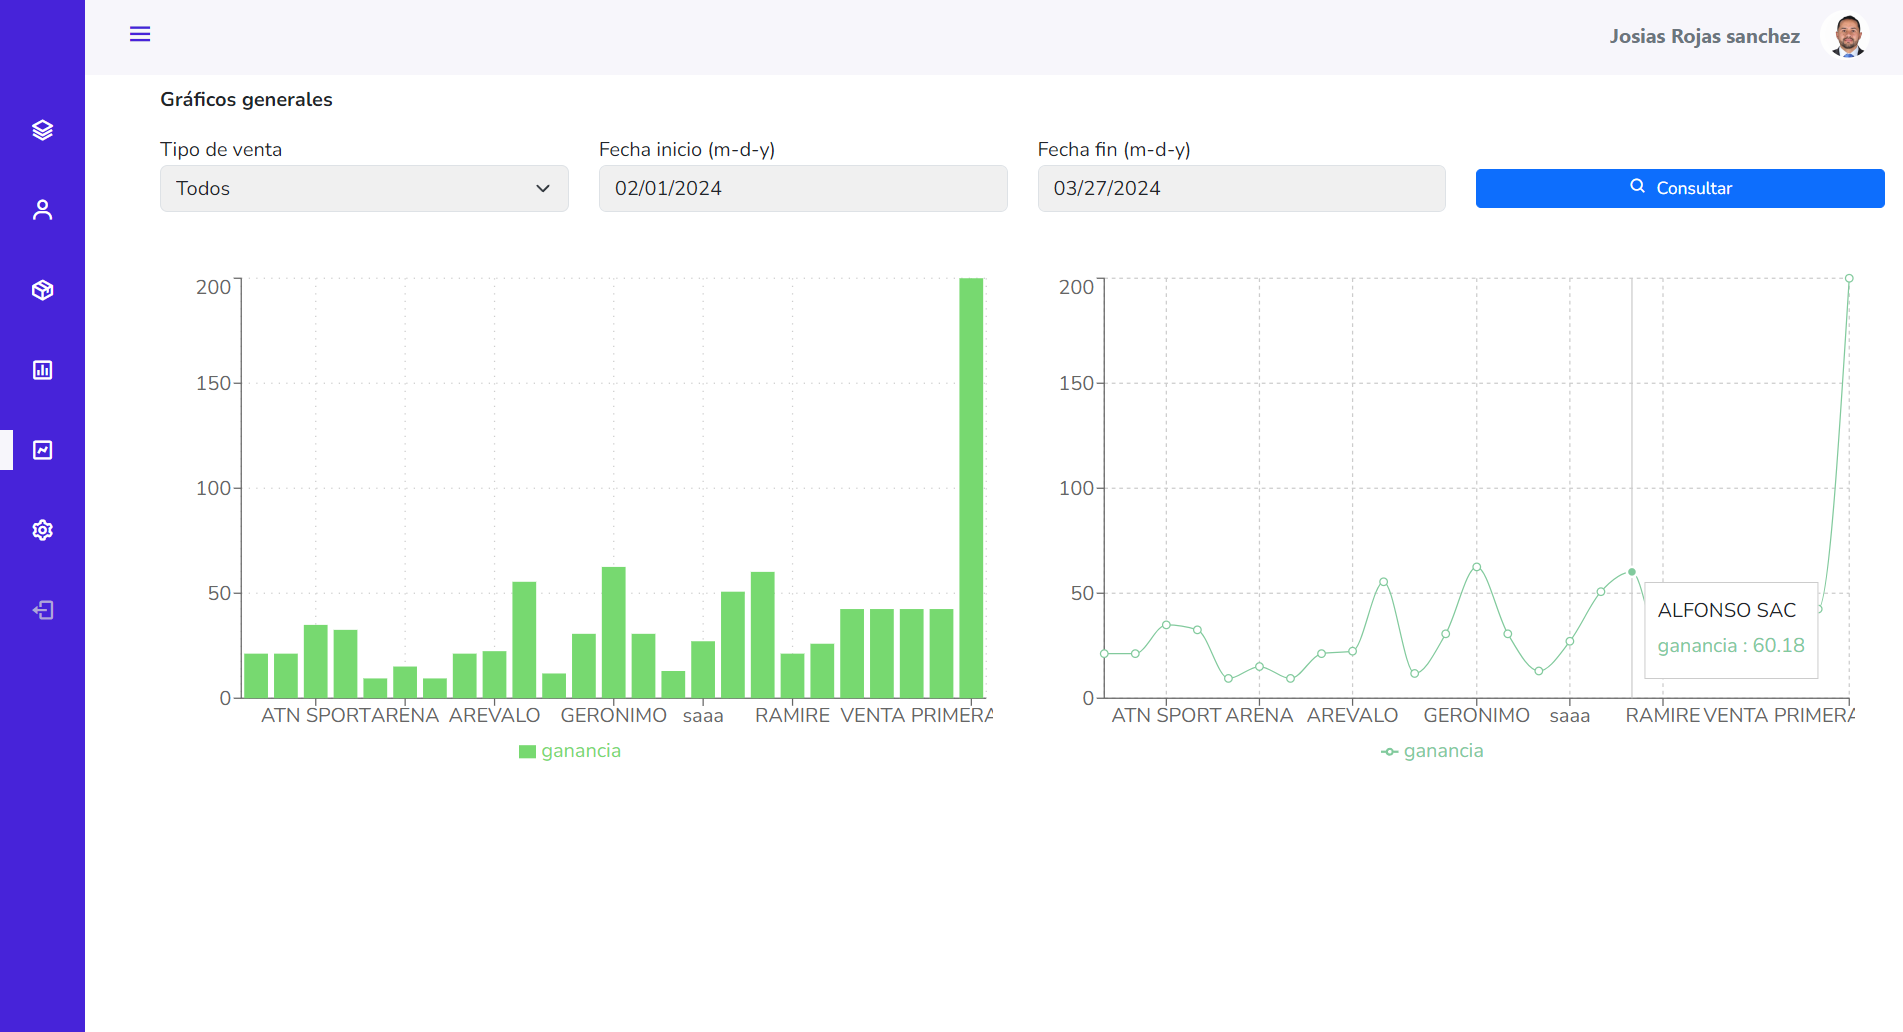 Josias Rojas sanchez
Gráficos generales
Tipo de venta
Fecha inicio (m-d-y)
Fecha fin (m-d-y)
Todos
02/01/2024
03/27/2024
Consultar
200
150
100
50
0
ATN SPORT ARENA AREVALO GERONIMO saaa RAMIRE VENTA PRIMERA
ganancia
200
150
100
50
0
ALFONSO SAC
ganancia : 60.18
ATN SPORT ARENA AREVALO GERONIMO saaa RAMIRE VENTA PRIMERA
ganancia